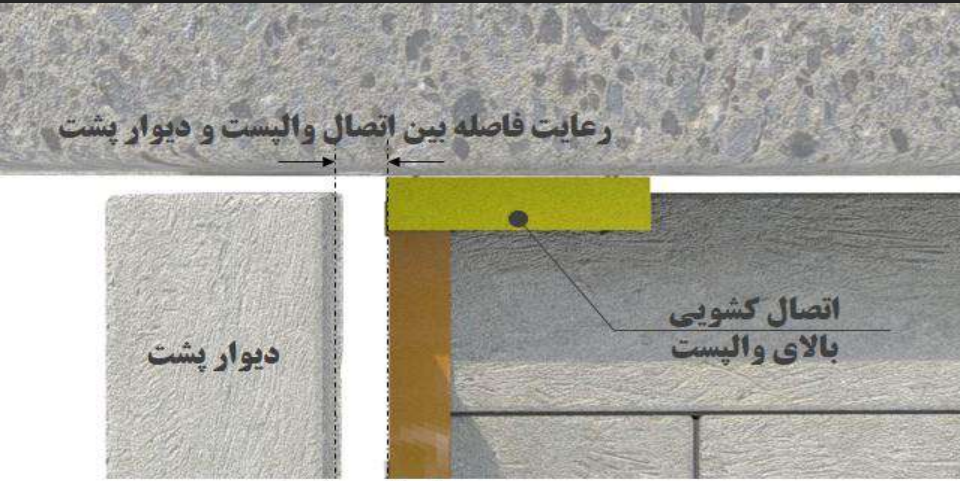 رعایت فاصله بین اتصال والپست و دیوار پشت
اتصال کشویی
بالای والپست
دیوار پشت